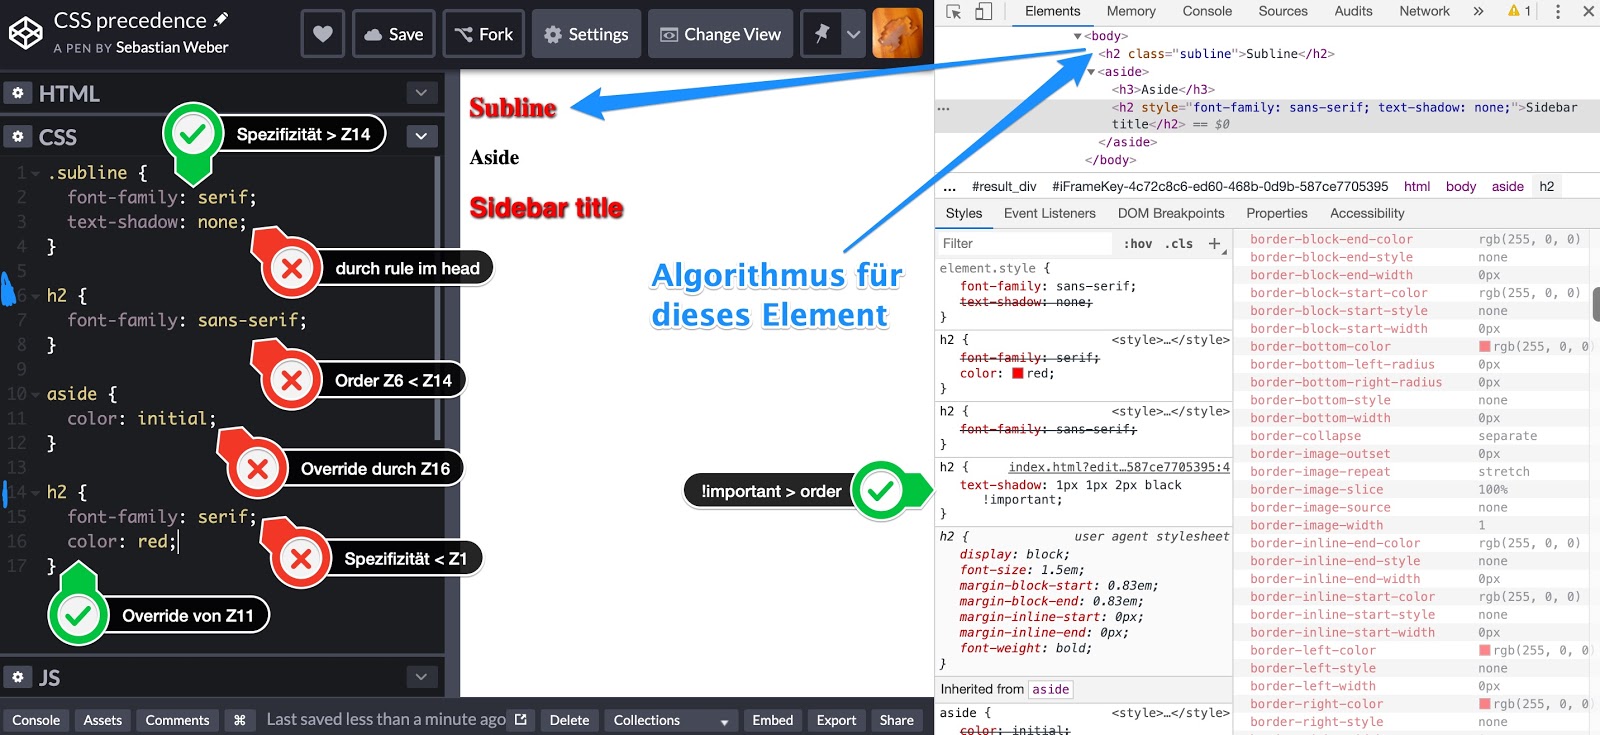 CSS precedence
A PEN BY Sebastian Weber
Save
Fork
Settings
Change View
HTML
CSS
Spezifizität > Z14
1 .subline {
2 font-family: serif;
3 text-shadow: none;
4 }
durch rule im head
5
6 h2 {
7 font-family: sans-serif;
8 }
9
Order Z6 < Z14
10 aside {
11 color: initial;
12 }
13
Override durch Z16
14 h2 {
15 font-family: serif;
16 color: red;
17 }
Spezifizität < Z1
Override von Z11
JS
Console
Assets
Comments
⌘
Last saved less than a minute ago
Delete
Collections
Embed
Export
Share
Subline
Aside
Sidebar title
Algorithmus für
dieses Element
!important > order
Elements
Memory
Console
Sources
Audits
Network
»
1
<body>
<h2 class="subline">Subline</h2>
<aside>
<h3>Aside</h3>
<h2 style="font-family: sans-serif; text-shadow: none;">Sidebar
title</h2> == $0
</aside>
</body>
... #result_div #iFrameKey-4c72c8c6-ed60-468b-0d9b-587ce7705395 html body aside h2
Styles
Event Listeners
DOM Breakpoints
Properties
Accessibility
Filter
:hov .cls +
element.style {
font-family: sans-serif;
text-shadow: none;
}
h2 { <style>…</style>
font-family: serif;
color: red;
}
h2 { <style>…</style>
font-family: sans-serif;
}
h2 { index.html?edit…587ce7705395:4
text-shadow: 1px 1px 2px black
!important;
}
h2 { user agent stylesheet
display: block;
font-size: 1.5em;
margin-block-start: 0.83em;
margin-block-end: 0.83em;
margin-inline-start: 0px;
margin-inline-end: 0px;
font-weight: bold;
}
Inherited from aside
aside { <style>…</style>
color: initial;
border-block-end-color rgb(255, 0, 0)
border-block-end-style none
border-block-end-width 0px
border-block-start-color rgb(255, 0, 0)
border-block-start-style none
border-block-start-width 0px
border-bottom-color rgb(255, 0, 0)
border-bottom-left-radius 0px
border-bottom-right-radius 0px
border-bottom-style none
border-bottom-width 0px
border-collapse separate
border-image-outset 0px
border-image-repeat stretch
border-image-slice 100%
border-image-source none
border-image-width 1
border-inline-end-color rgb(255, 0, 0)
border-inline-end-style none
border-inline-end-width 0px
border-inline-start-color rgb(255, 0, 0)
border-inline-start-style none
border-inline-start-width 0px
border-left-color rgb(255, 0, 0)
border-left-style none
border-left-width 0px
border-right-color rgb(255, 0, 0)
border-right-style none